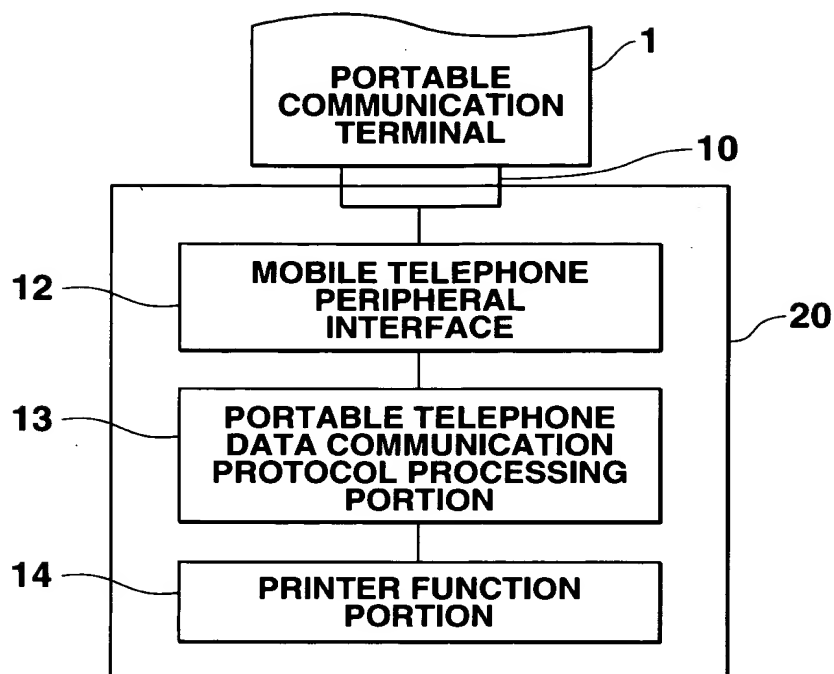 1
PORTABLE
COMMUNICATION
TERMINAL
10
12
MOBILE TELEPHONE
PERIPHERAL
INTERFACE
20
13
PORTABLE TELEPHONE
DATA COMMUNICATION
PROTOCOL PROCESSING
PORTION
14
PRINTER FUNCTION
PORTION